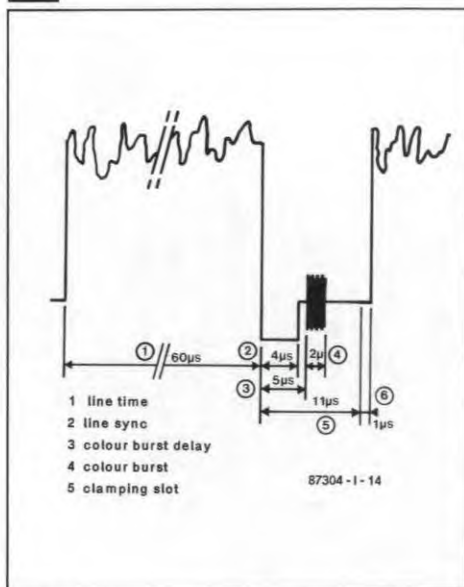 ① 60µs ② 4µs 2µ ④
③ 5µs ⑥
11µs
⑤ 1µs
1 line time
2 line sync
3 colour burst delay
4 colour burst
5 clamping slot
87304 - I - 14